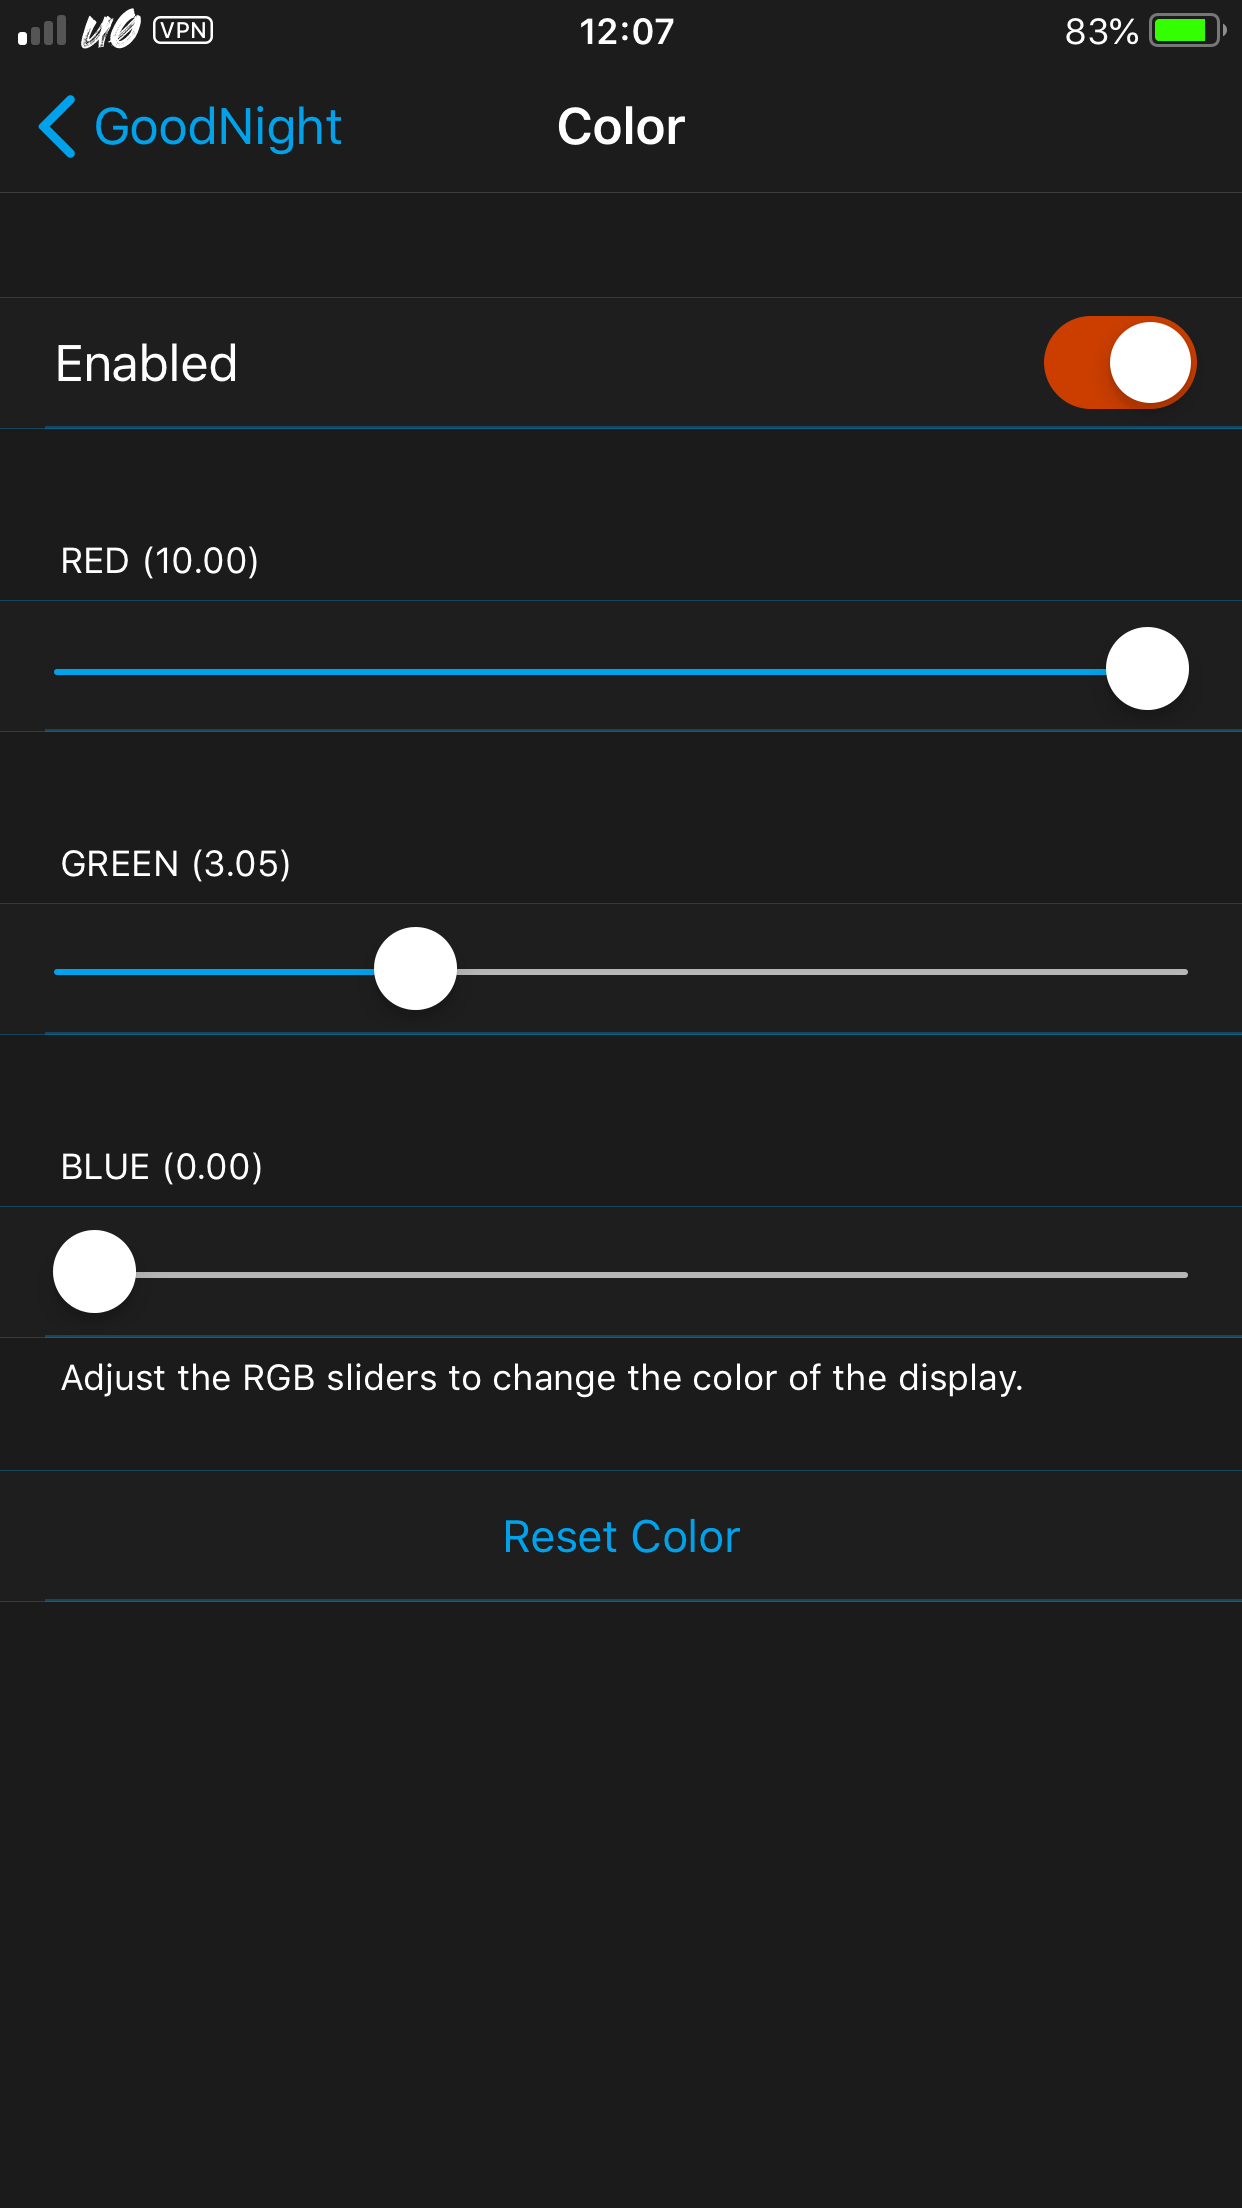 VPN 12:07 83%
GoodNight Color
Enabled
RED (10.00)
GREEN (3.05)
BLUE (0.00)
Adjust the RGB sliders to change the color of the display.
Reset Color